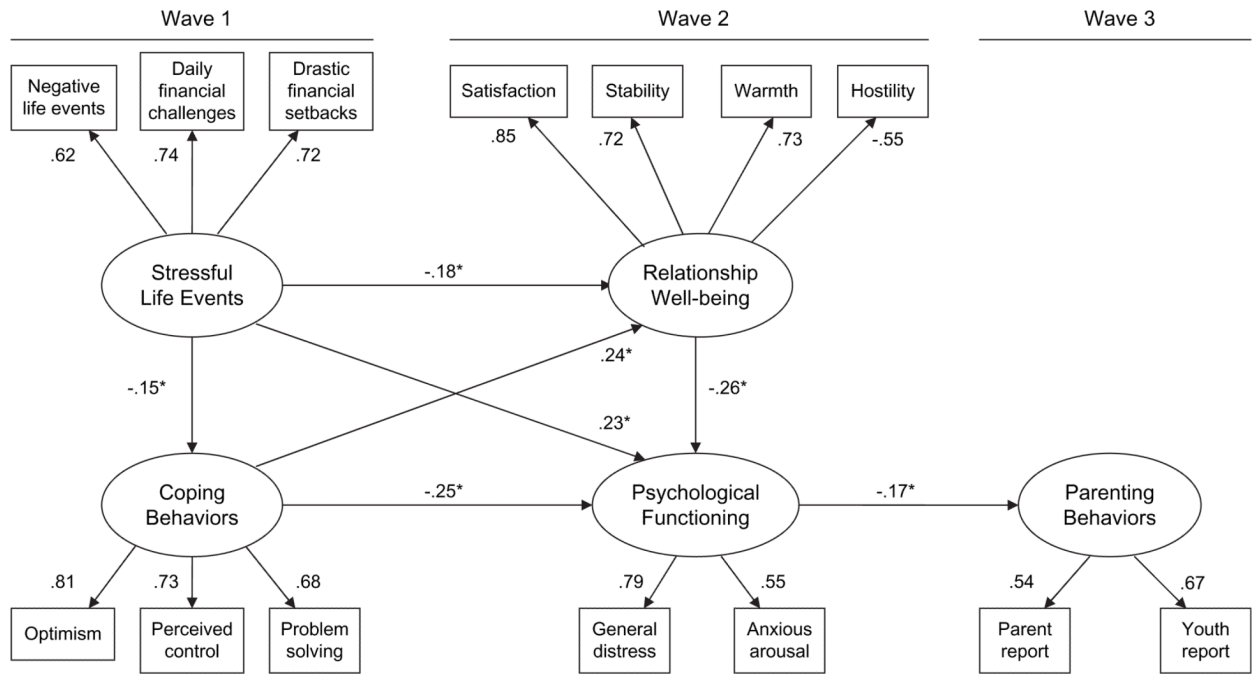 Wave 1
Wave 2
Wave 3
Negative
life events
Daily
financial
challenges
Drastic
financial
setbacks
Satisfaction
Stability
Warmth
Hostility
.62
.74
.72
.85
.72
.73
-.55
Stressful
Life Events
-.18*
Relationship
Well-being
-.15*
.24*
.23*
-.26*
Coping
Behaviors
-.25*
Psychological
Functioning
-.17*
Parenting
Behaviors
.81
.73
.68
.79
.55
.54
.67
Optimism
Perceived
control
Problem
solving
General
distress
Anxious
arousal
Parent
report
Youth
report